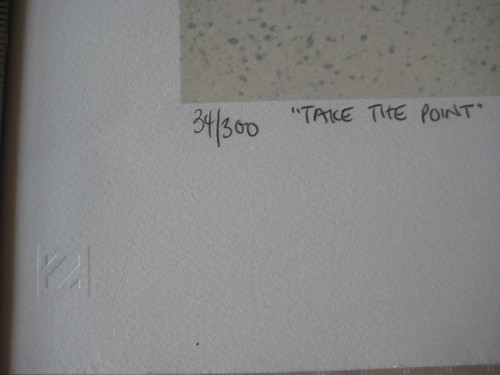 34/300 "TAKE THE POINT"